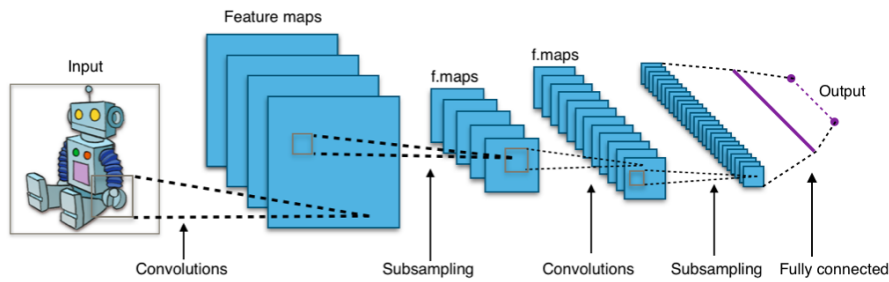 Feature maps
Input
f.maps
f.maps
Output
Convolutions
Subsampling
Convolutions
Subsampling
Fully connected